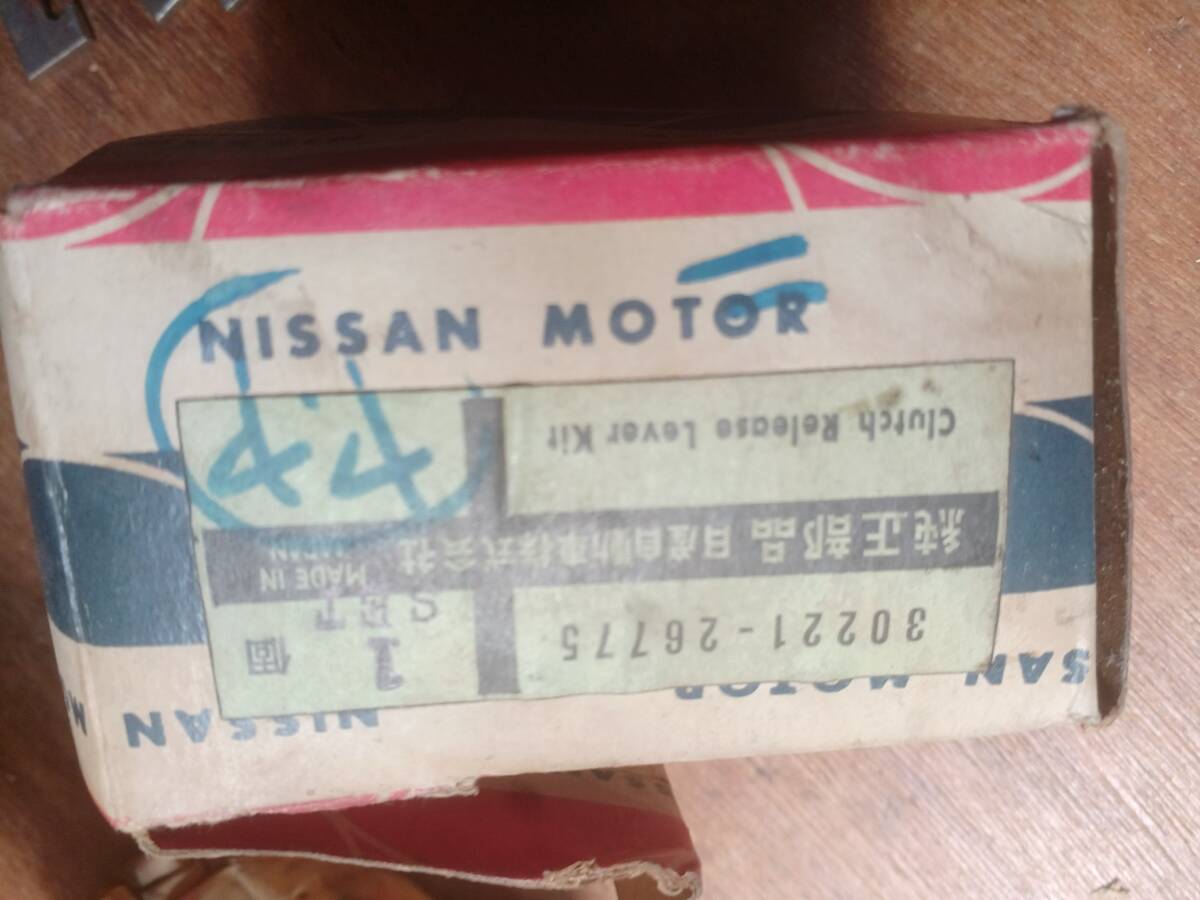 NISSAN MOTOR
44
30221-26775
1 個
SET
純正部品 日産自動車株式会社
MADE IN
JAPAN
Clutch Release Lever Kit
SAN MOTOR
NISSAN